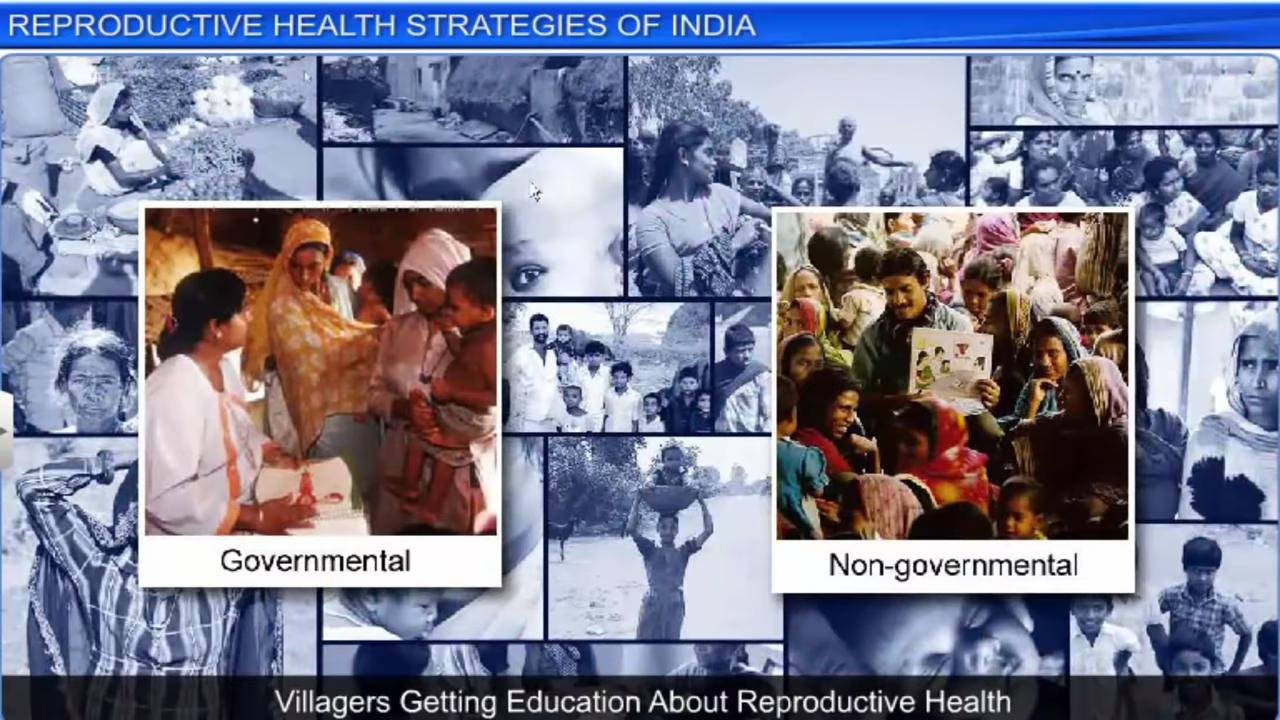 REPRODUCTIVE HEALTH STRATEGIES OF INDIA
Governmental
Non-governmental
Villagers Getting Education About Reproductive Health